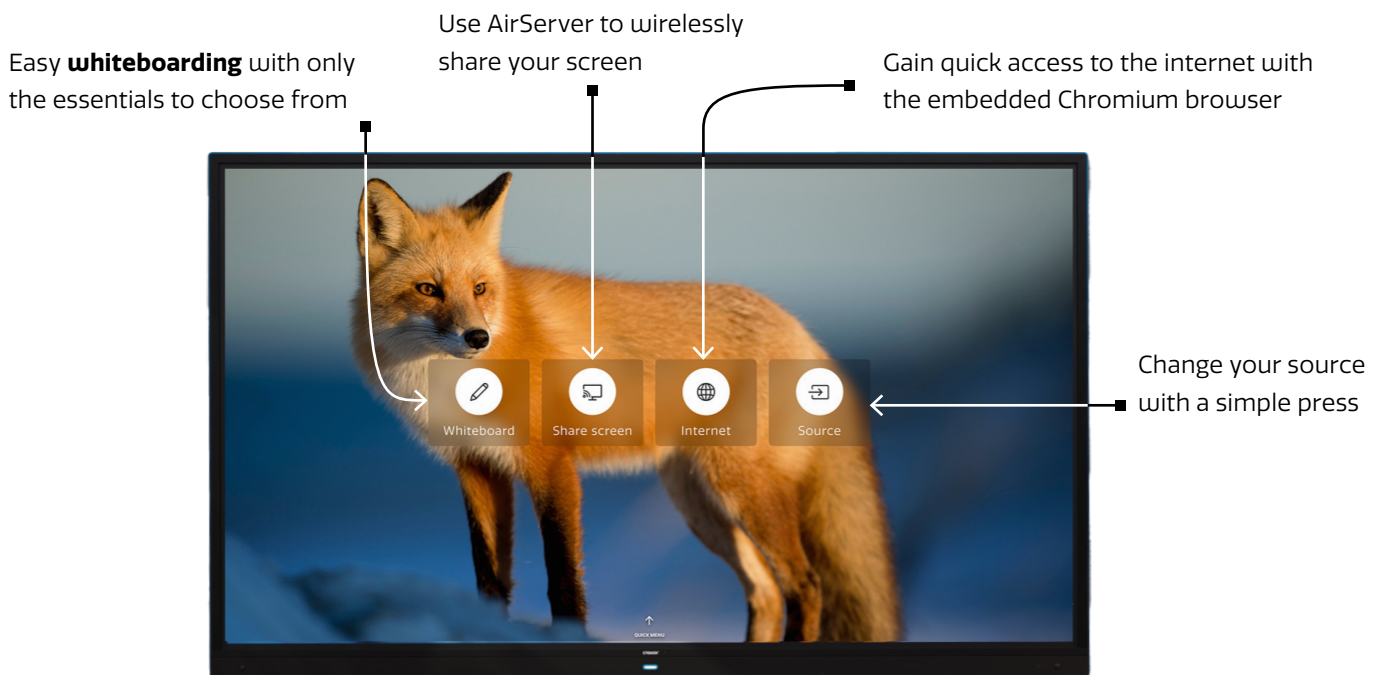 Use AirServer to wirelessly
share your screen
Easy whiteboarding with only
the essentials to choose from
Gain quick access to the internet with
the embedded Chromium browser
Change your source
with a simple press
Whiteboard
Share screen
Internet
Source
QUICK MENU